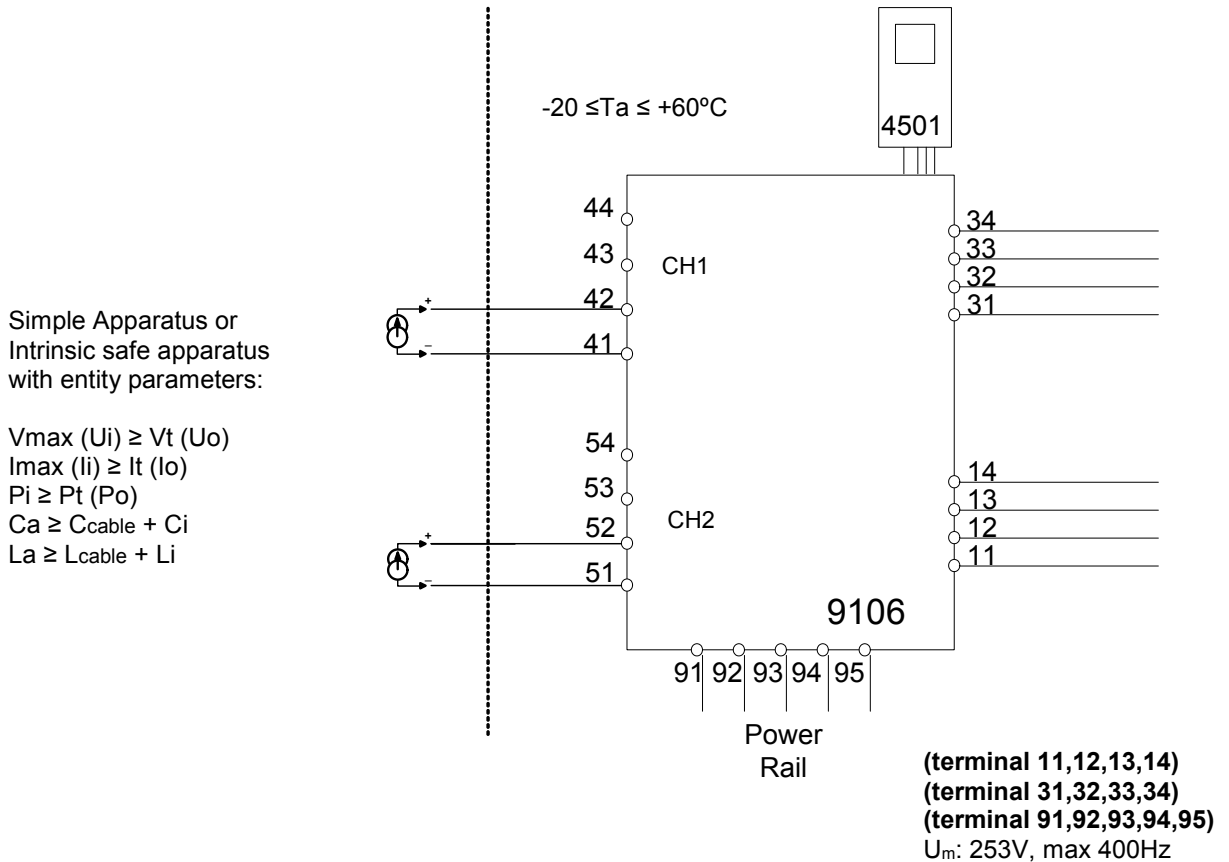 -20 ≤Ta ≤ +60ºC
4501
44
43
42
41
CH1
34
33
32
31
+
–
Simple Apparatus or
Intrinsic safe apparatus
with entity parameters:
Vmax (Ui) ≥ Vt (Uo)
Imax (Ii) ≥ It (Io)
Pi ≥ Pt (Po)
Ca ≥ Ccable + Ci
La ≥ Lcable + Li
54
53
52
51
CH2
+
–
14
13
12
11
9106
91 92 93 94 95
Power
Rail
(terminal 11,12,13,14)
(terminal 31,32,33,34)
(terminal 91,92,93,94,95)
Um: 253V, max 400Hz